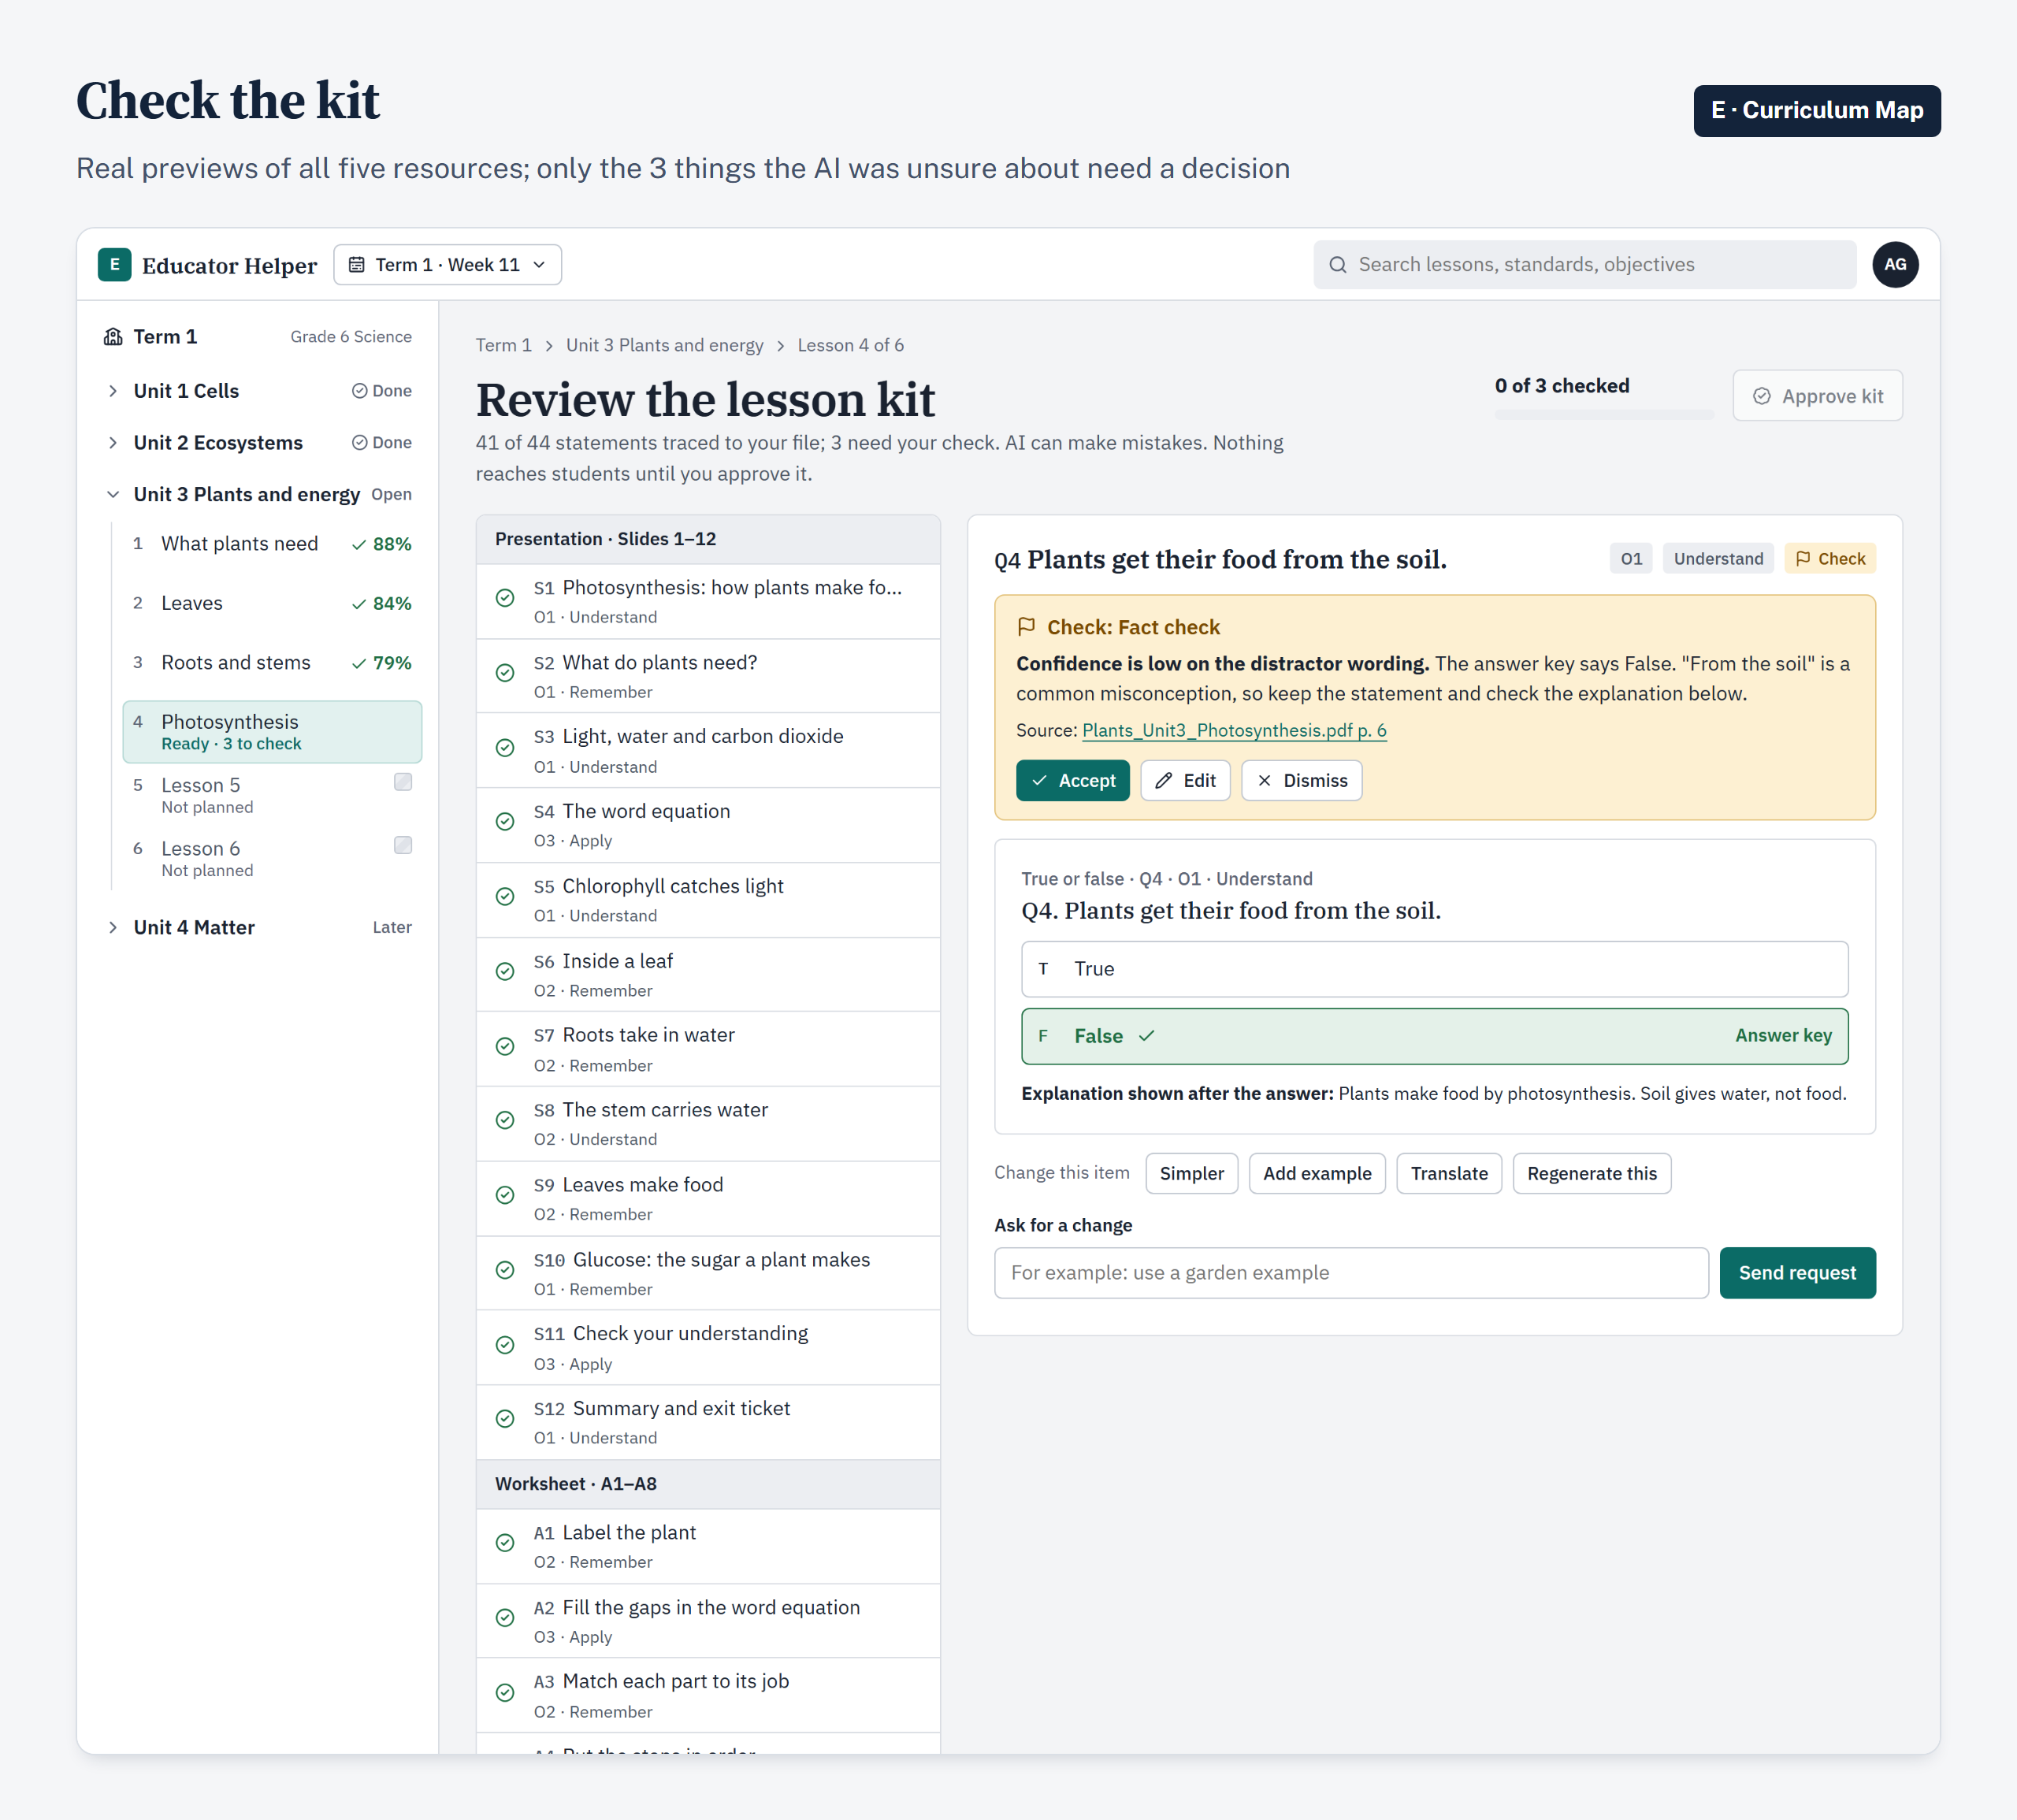 Check the kit
E · Curriculum Map
Real previews of all five resources; only the 3 things the AI was unsure about need a decision
E Educator Helper
Term 1 · Week 11
Search lessons, standards, objectives
AG
Term 1
Grade 6 Science
Unit 1 Cells
Done
Unit 2 Ecosystems
Done
Unit 3 Plants and energy
Open
1 What plants need 88%
2 Leaves 84%
3 Roots and stems 79%
4 Photosynthesis
Ready · 3 to check
5 Lesson 5
Not planned
6 Lesson 6
Not planned
Unit 4 Matter
Later
Term 1 > Unit 3 Plants and energy > Lesson 4 of 6
Review the lesson kit
41 of 44 statements traced to your file; 3 need your check. AI can make mistakes. Nothing
reaches students until you approve it.
0 of 3 checked
Approve kit
Presentation · Slides 1–12
S1 Photosynthesis: how plants make fo...
O1 · Understand
S2 What do plants need?
O1 · Remember
S3 Light, water and carbon dioxide
O1 · Understand
S4 The word equation
O3 · Apply
S5 Chlorophyll catches light
O1 · Understand
S6 Inside a leaf
O2 · Remember
S7 Roots take in water
O2 · Remember
S8 The stem carries water
O2 · Understand
S9 Leaves make food
O2 · Remember
S10 Glucose: the sugar a plant makes
O1 · Remember
S11 Check your understanding
O3 · Apply
S12 Summary and exit ticket
O1 · Understand
Worksheet · A1–A8
A1 Label the plant
O2 · Remember
A2 Fill the gaps in the word equation
O3 · Apply
A3 Match each part to its job
O2 · Remember
Q4 Plants get their food from the soil.
O1
Understand
Check
Check: Fact check
Confidence is low on the distractor wording. The answer key says False. "From the soil" is a
common misconception, so keep the statement and check the explanation below.
Source: Plants_Unit3_Photosynthesis.pdf p. 6
Accept
Edit
Dismiss
True or false · Q4 · O1 · Understand
Q4. Plants get their food from the soil.
T True
F False
Answer key
Explanation shown after the answer: Plants make food by photosynthesis. Soil gives water, not food.
Change this item
Simpler
Add example
Translate
Regenerate this
Ask for a change
For example: use a garden example
Send request